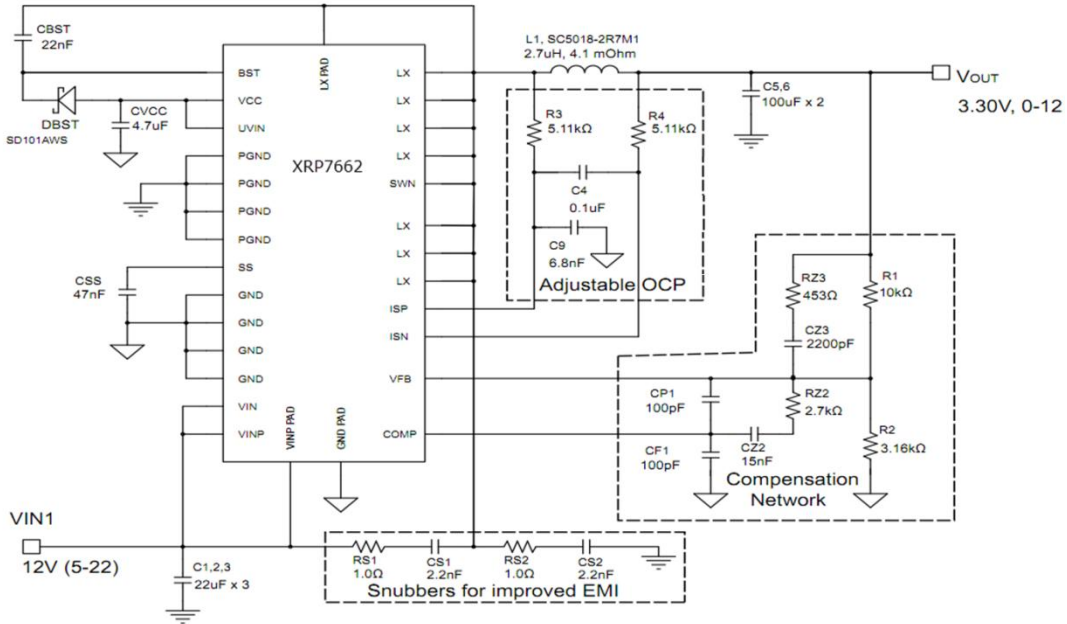 CBST
22nF
DBST
SD101AWS
CVCC
4.7uF
BST
VCC
UVIN
PGND
PGND
PGND
PGND
SS
GND
GND
GND
GND
VIN
VINP
LX PAD
XRP7662
VINP PAD
GND PAD
LX
LX
LX
LX
SWN
LX
LX
LX
ISP
ISN
VFB
COMP
CSS
47nF
L1, SC5018-2R7M1
2.7uH, 4.1 mOhm
R3
5.11kΩ
R4
5.11kΩ
C4
0.1uF
C9
6.8nF
Adjustable OCP
C5,6
100uF x 2
VOUT
3.30V, 0-12
RZ3
453Ω
R1
10kΩ
CZ3
2200pF
CP1
100pF
RZ2
2.7kΩ
CF1
100pF
CZ2
15nF
R2
3.16kΩ
Compensation
Network
VIN1
12V (5-22)
C1,2,3
22uF x 3
RS1
1.0Ω
CS1
2.2nF
RS2
1.0Ω
CS2
2.2nF
Snubbers for improved EMI